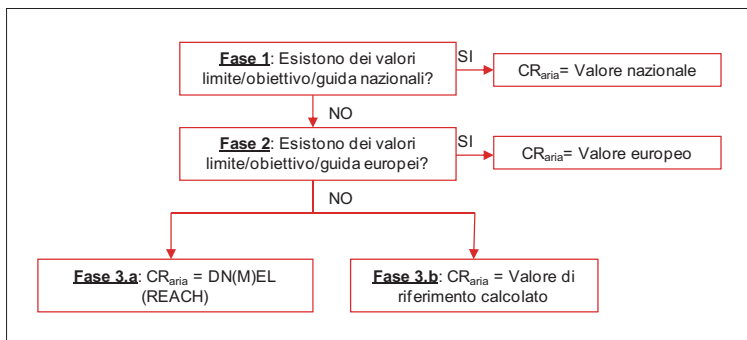 Fase 1: Esistono dei valori
limite/obiettivo/guida nazionali?
SI
CRaria= Valore nazionale
NO
Fase 2: Esistono dei valori
limite/obiettivo/guida europei?
SI
CRaria= Valore europeo
NO
Fase 3.a: CRaria = DN(M)EL
(REACH)
Fase 3.b: CRaria = Valore di
riferimento calcolato